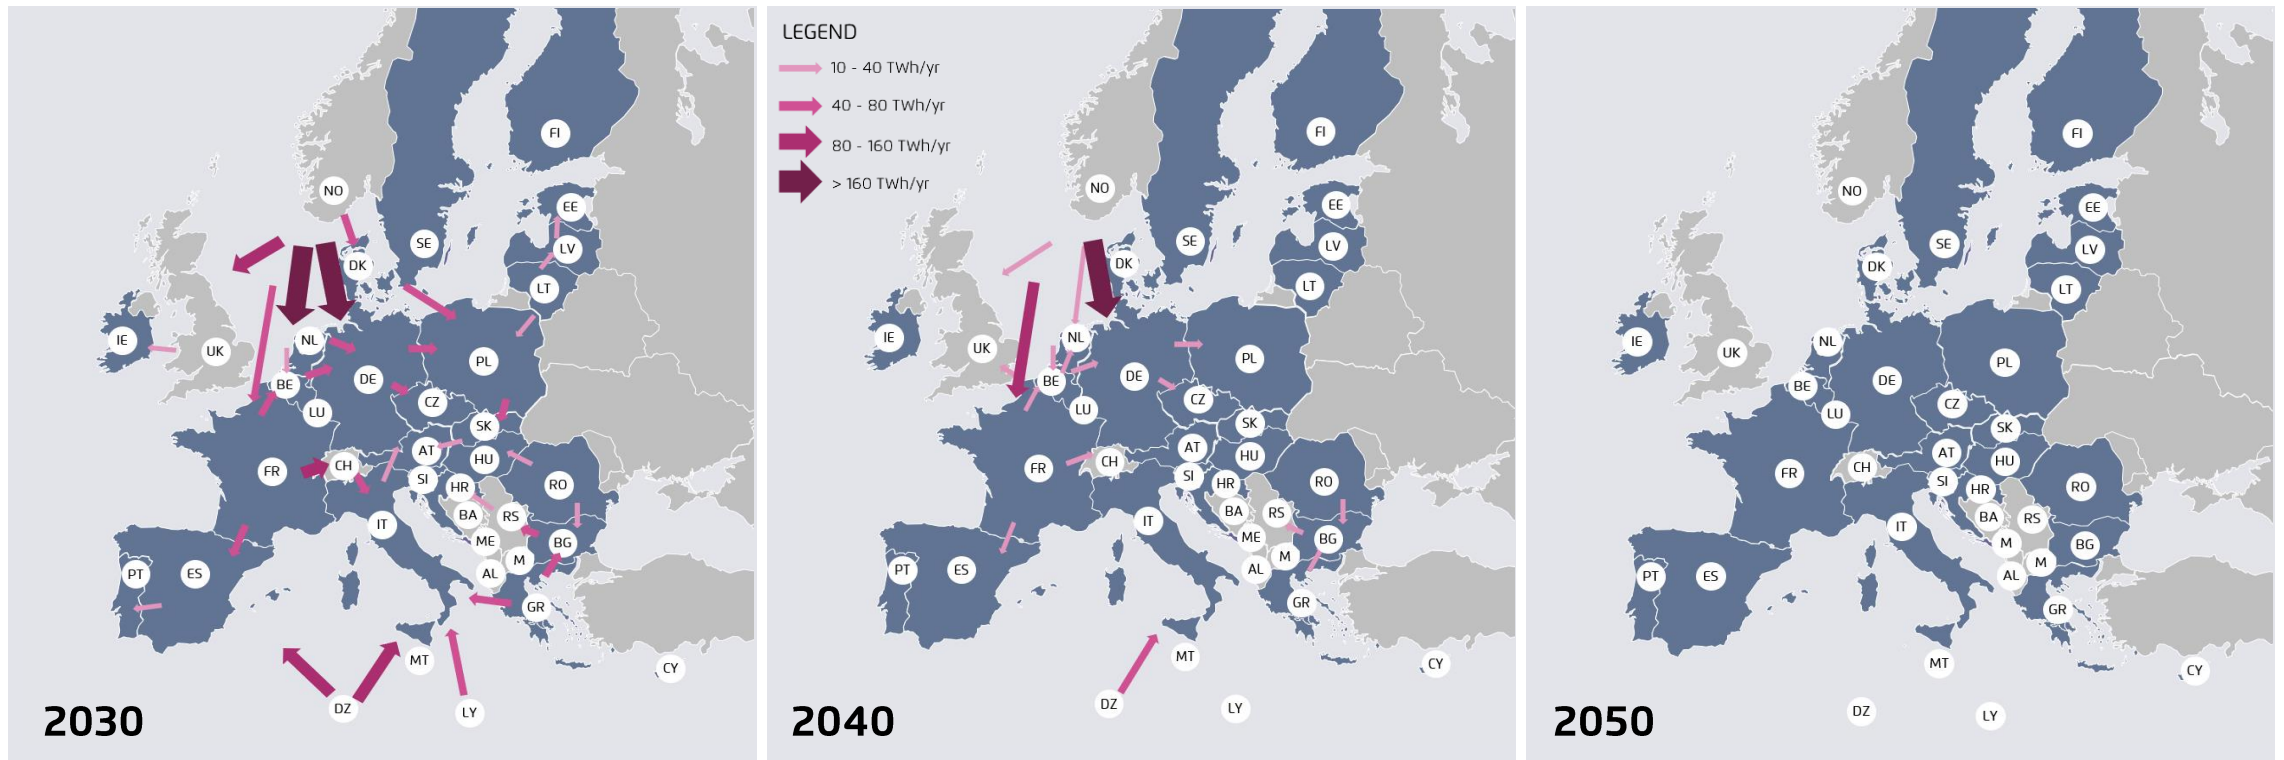 FI
NO
EE
SE
LV
DK
LT
IE
UK
NL
PL
DE
BE
CZ
LU
SK
AT
HU
FR
CH
SI
HR
RO
BA
RS
IT
ME
BG
M
PT
ES
AL
GR
MT
CY
DZ
LY
2030
LEGEND
10 - 40 TWh/yr
40 - 80 TWh/yr
80 - 160 TWh/yr
> 160 TWh/yr
FI
NO
EE
SE
LV
DK
LT
IE
UK
NL
PL
DE
BE
CZ
LU
SK
AT
HU
FR
CH
SI
HR
RO
BA
RS
IT
ME
BG
M
PT
ES
AL
GR
MT
CY
DZ
LY
2040
FI
NO
EE
SE
LV
DK
LT
IE
UK
NL
PL
DE
BE
CZ
LU
SK
AT
HU
FR
CH
SI
HR
RO
BA
RS
IT
M
BG
M
PT
ES
AL
GR
MT
CY
DZ
LY
2050